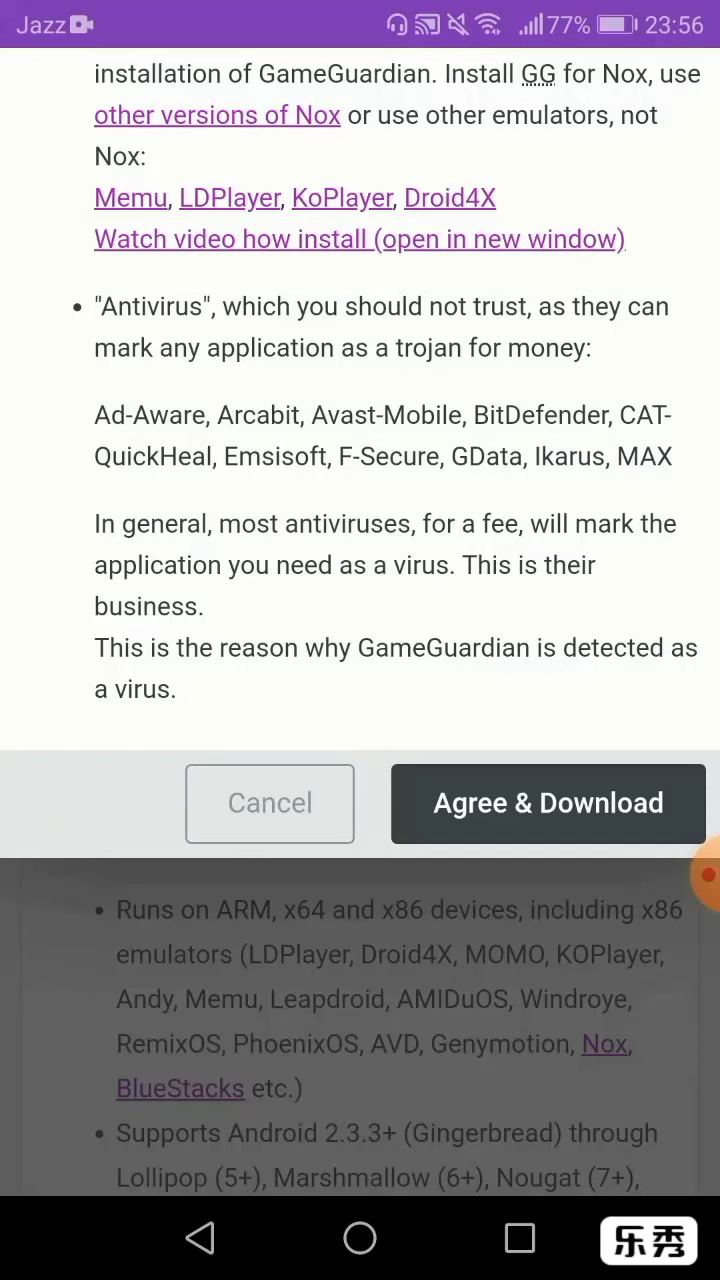 Jazz 77% 23:56
installation of GameGuardian. Install GG for Nox, use
other versions of Nox or use other emulators, not
Nox:
Memu, LDPlayer, KoPlayer, Droid4X
Watch video how install (open in new window)
• "Antivirus", which you should not trust, as they can
mark any application as a trojan for money:
Ad-Aware, Arcabit, Avast-Mobile, BitDefender, CAT-
QuickHeal, Emsisoft, F-Secure, GData, Ikarus, MAX
In general, most antiviruses, for a fee, will mark the
application you need as a virus. This is their
business.
This is the reason why GameGuardian is detected as
a virus.
Cancel Agree & Download
• Runs on ARM, x64 and x86 devices, including x86
emulators (LDPlayer, Droid4X, MOMO, KOPlayer,
Andy, Memu, Leapdroid, AMIDuOS, Windroye,
RemixOS, PhoenixOS, AVD, Genymotion, Nox,
BlueStacks etc.)
• Supports Android 2.3.3+ (Gingerbread) through
Lollipop (5+), Marshmallow (6+), Nougat (7+),
乐秀